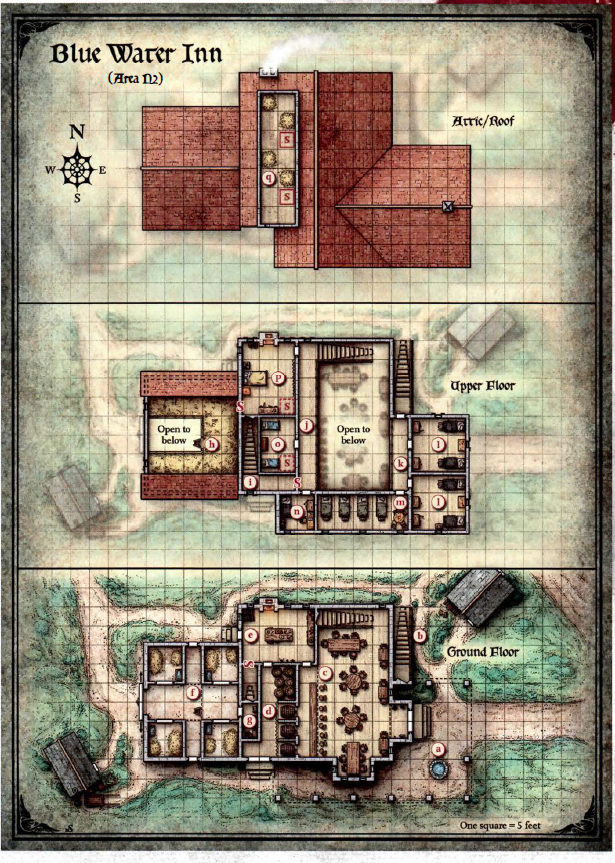 Blue Water Inn
(Area N2)
Attic/Roof
N
W E
S
S
q
S
Upper Floor
p
S
S
j
Open to
below
h
Open to
below
o
l
k
S
i
S
n
m
l
Ground Floor
e
b
S
c
f
g
d
a
One square = 5 feet